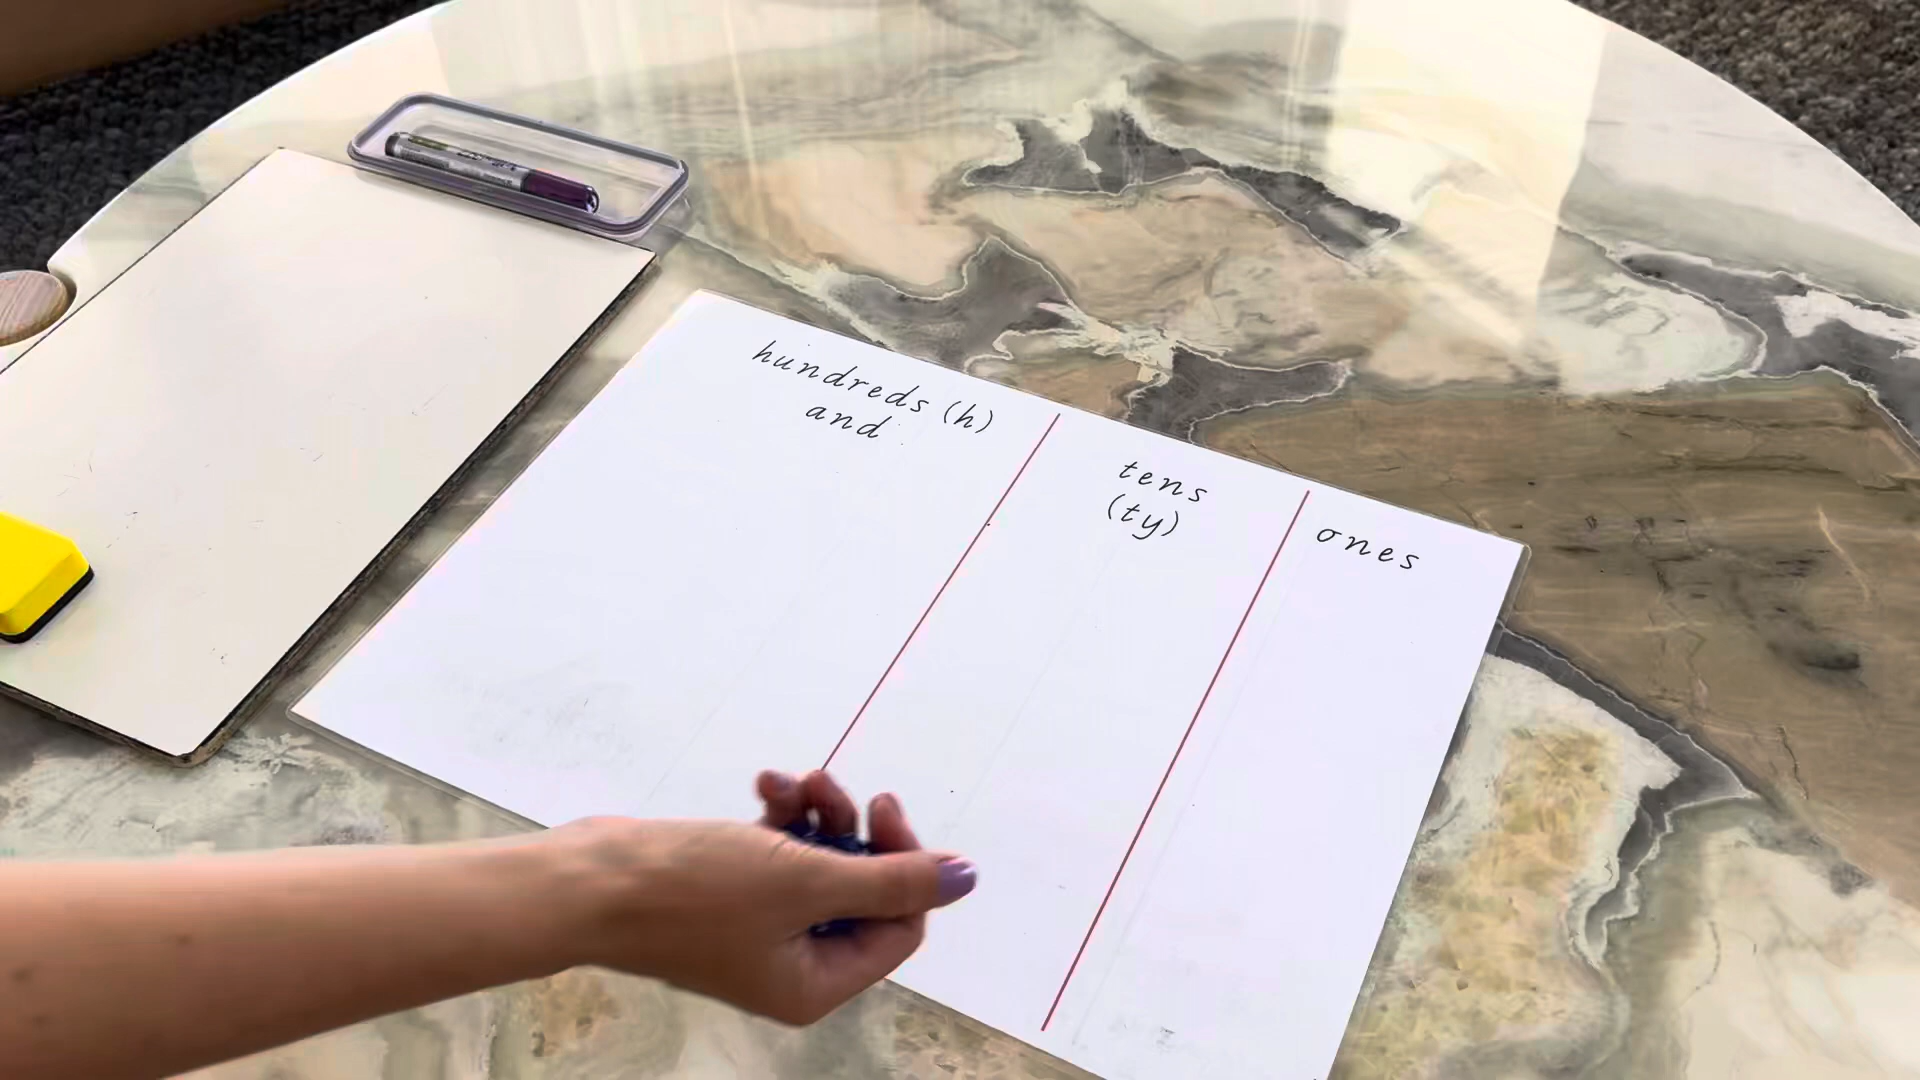 hundreds (h)
and
tens
(ty)
ones